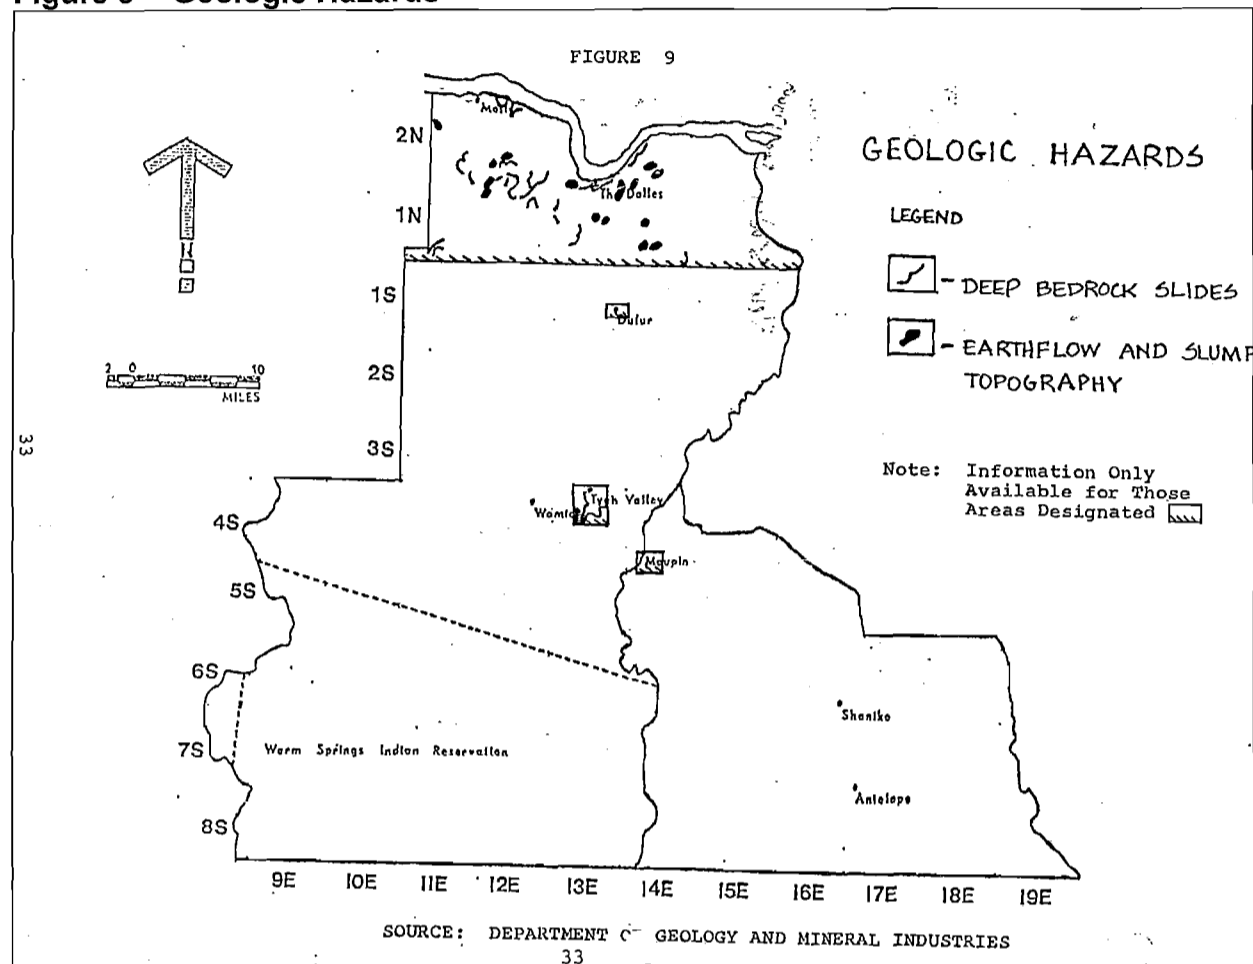 Figure 9 - Geologic Hazards
FIGURE 9
GEOLOGIC HAZARDS
LEGEND
- DEEP BEDROCK SLIDES
- EARTHFLOW AND SLUMP
TOPOGRAPHY
Note: Information Only
Available for Those
Areas Designated
2 0 10
MILES
33
2N
1N
1S
2S
3S
4S
5S
6S
7S
8S
The Dalles
Dufur
Tygh Valley
Maupin
Shaniko
Antelope
Warm Springs Indian Reservation
9E 10E 11E 12E 13E 14E 15E 16E 17E 18E 19E
SOURCE: DEPARTMENT GEOLOGY AND MINERAL INDUSTRIES
33